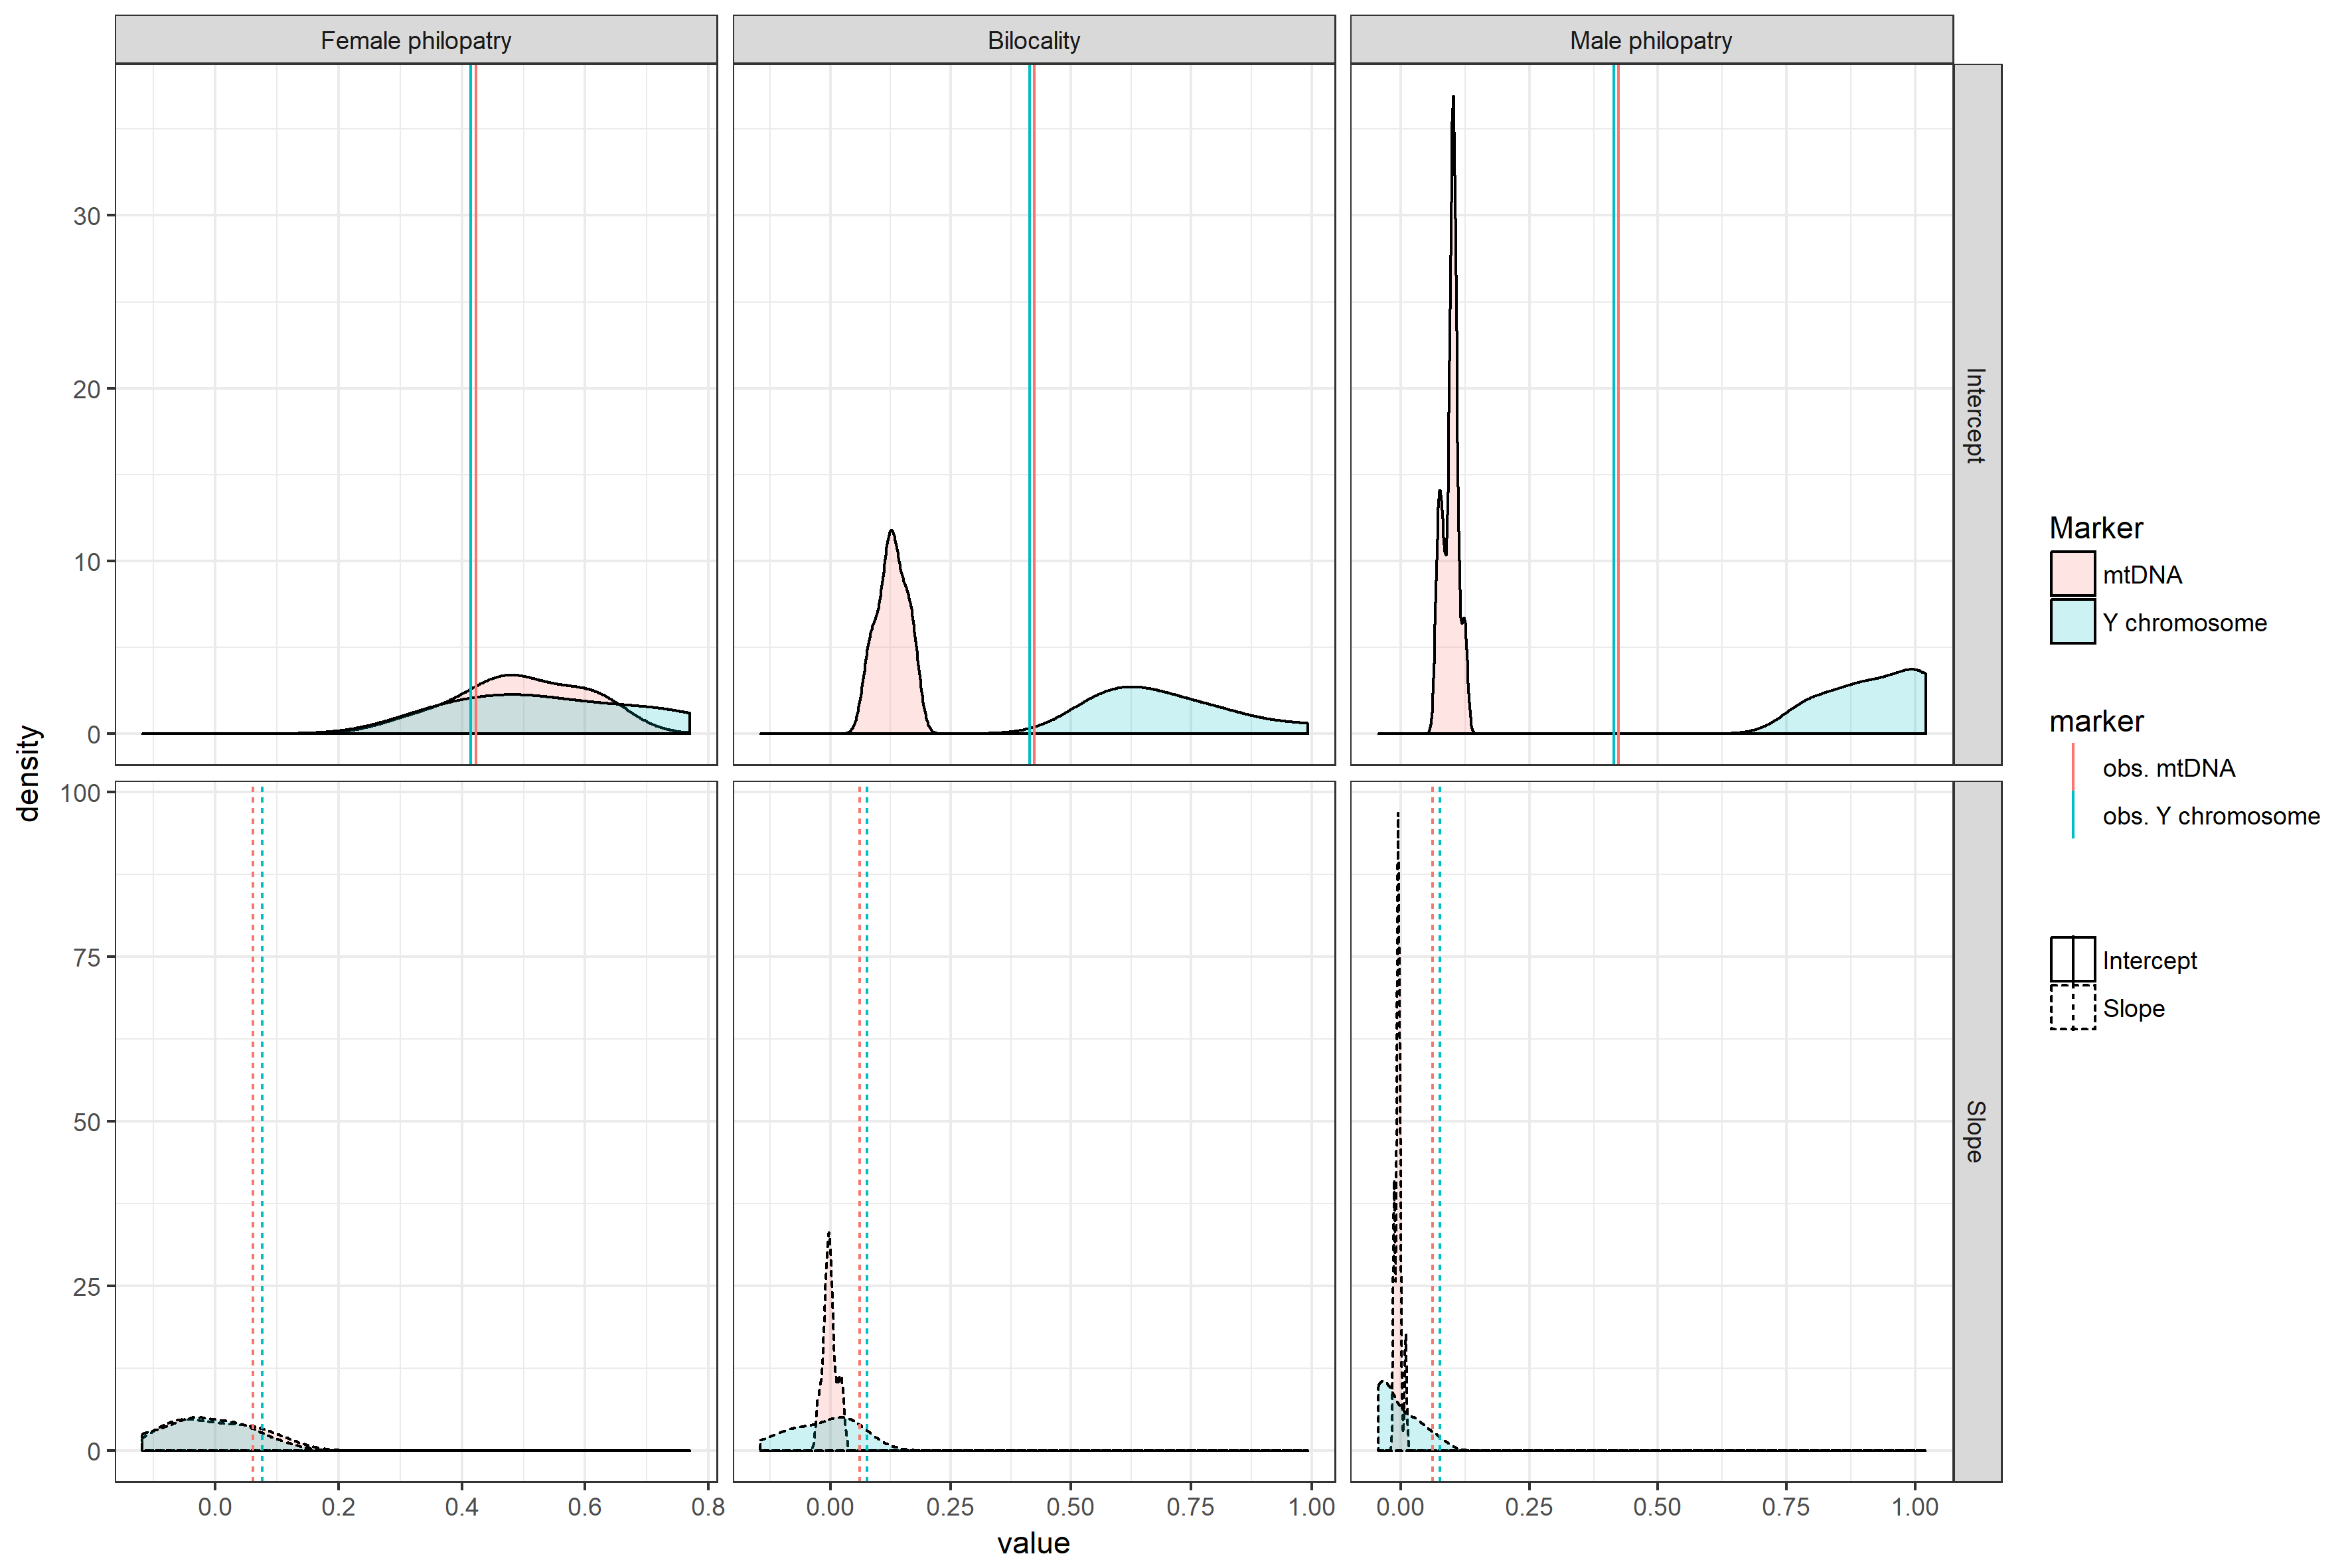 Female philopatry
Bilocality
Male philopatry
30
20
10
0
Intercept
density
100
75
50
25
0
Slope
0.0 0.2 0.4 0.6 0.8
0.00 0.25 0.50 0.75 1.00
0.00 0.25 0.50 0.75 1.00
value
Marker
mtDNA
Y chromosome
marker
obs. mtDNA
obs. Y chromosome
Intercept
Slope